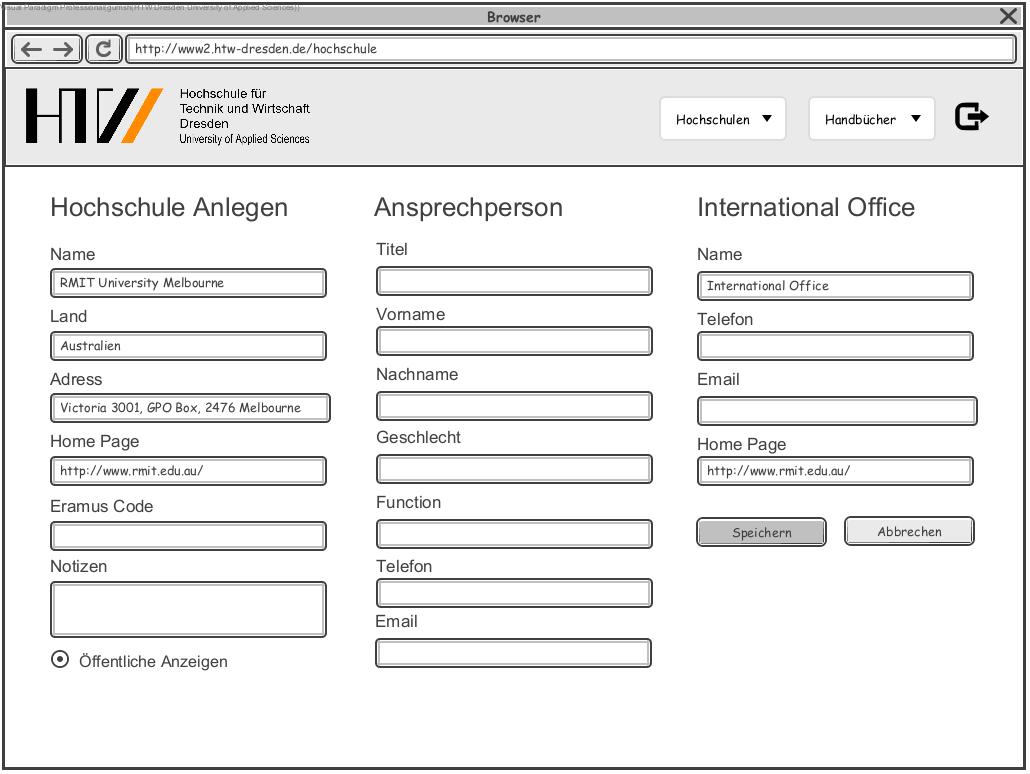 Visual Paradigm Professional(gumsh(HTW Dresden University of Applied Sciences))
Browser
http://www2.htw-dresden.de/hochschule
HTW
Hochschule für
Technik und Wirtschaft
Dresden
University of Applied Sciences
Hochschulen
Handbücher
Hochschule Anlegen
Name
RMIT University Melbourne
Land
Australien
Adress
Victoria 3001, GPO Box, 2476 Melbourne
Home Page
http://www.rmit.edu.au/
Eramus Code
Notizen
Öffentliche Anzeigen
Ansprechperson
Titel
Vorname
Nachname
Geschlecht
Function
Telefon
Email
International Office
Name
International Office
Telefon
Email
Home Page
http://www.rmit.edu.au/
Speichern
Abbrechen